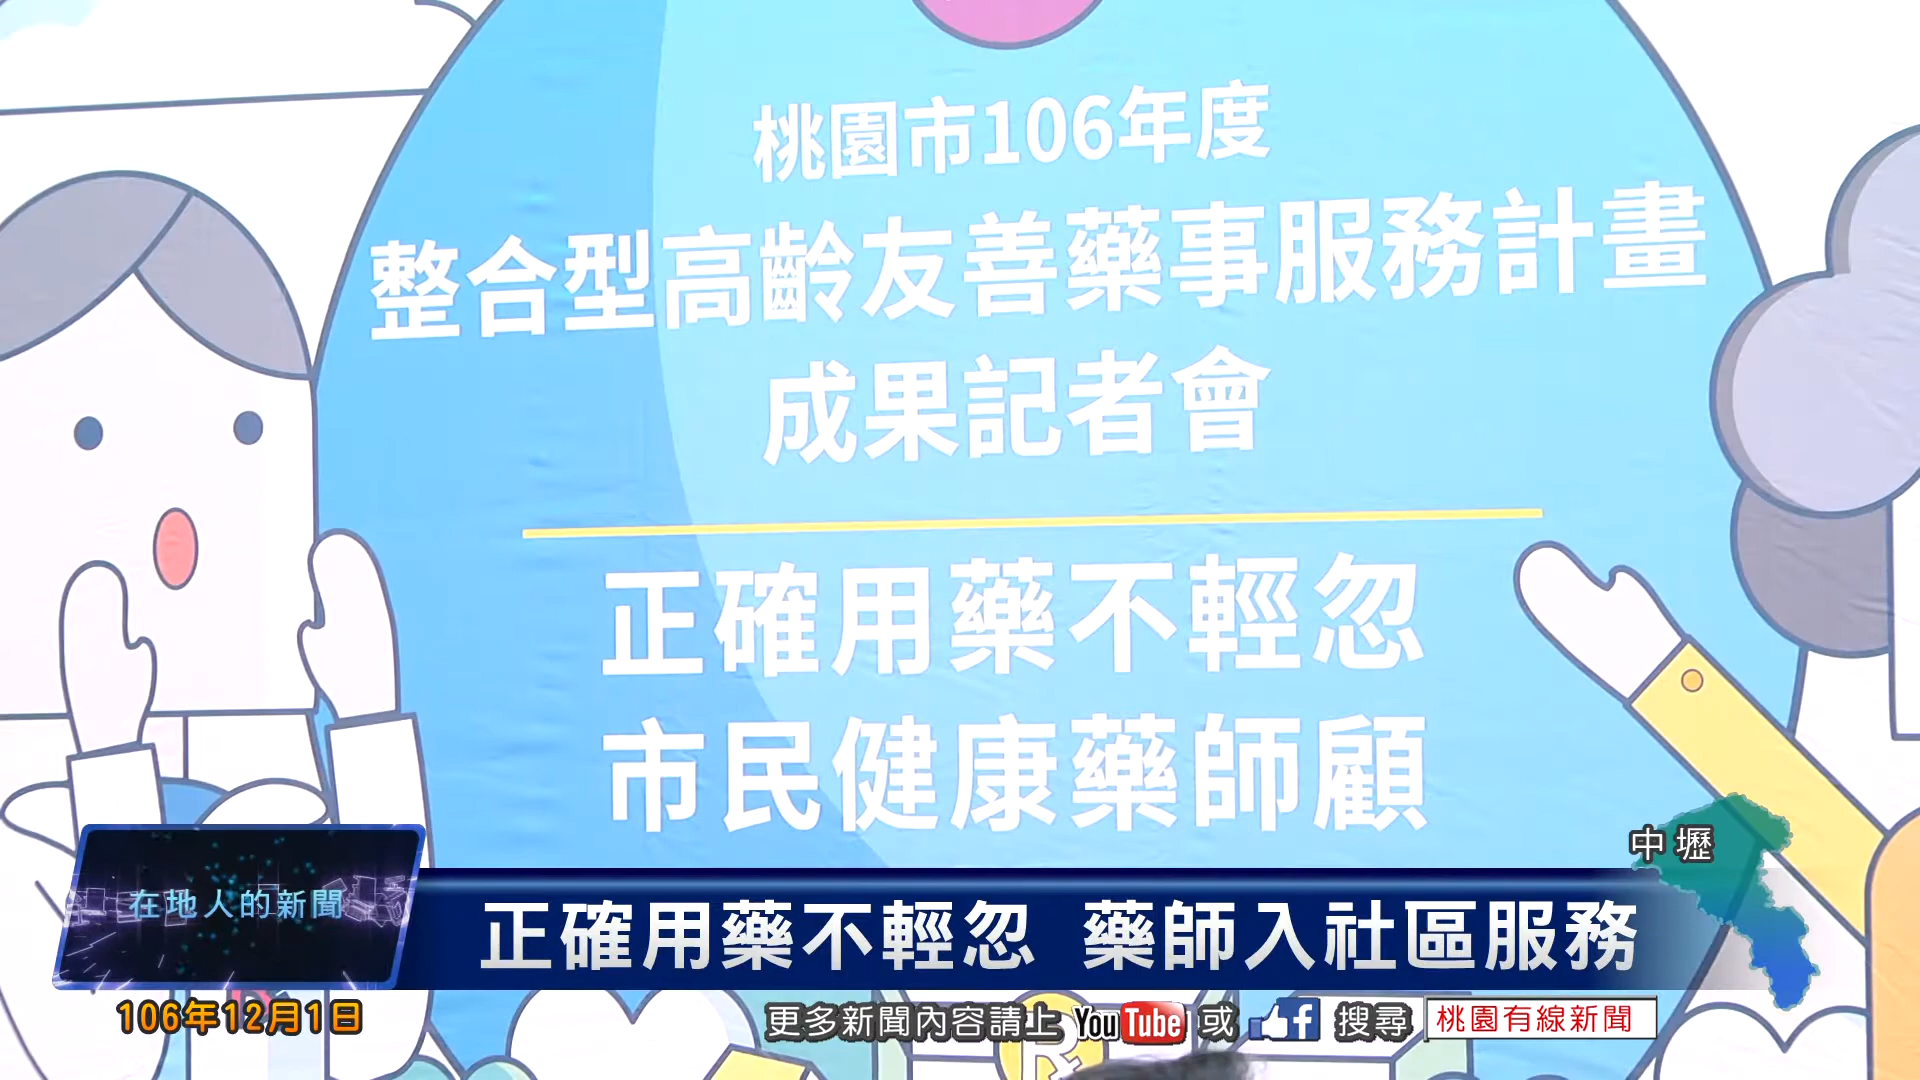 桃園市106年度
整合型高齡友善藥事服務計畫
成果記者會
正確用藥不輕忽
市民健康藥師顧
中壢
在地人的新聞
正確用藥不輕忽 藥師入社區服務
106年12月1日
更多新聞內容請上 YouTube 或 f 搜尋 桃園有線新聞